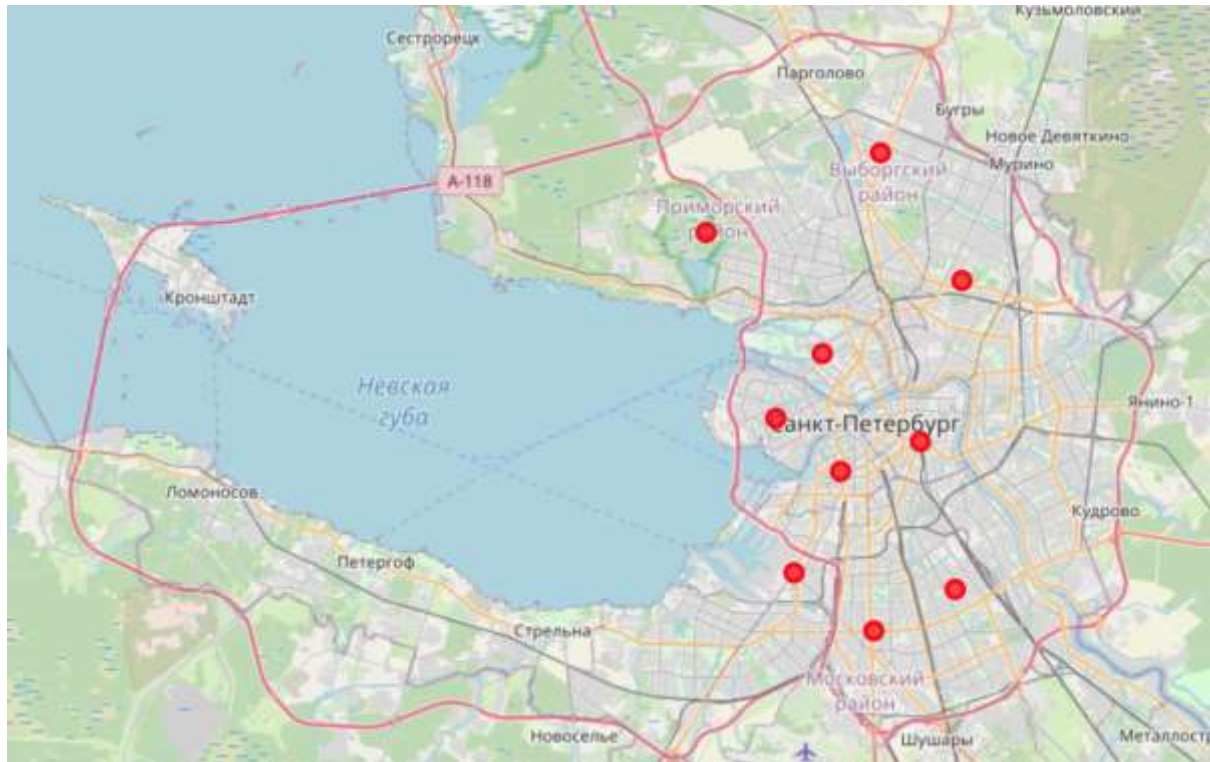 Кузьмоловский
Сестрорецк
Парголово
Бугры
Новое Девяткино
Мурино
Выборгский
район
А-118
Приморский
район
Кронштадт
Невская
губа
Янино-1
Санкт-Петербург
Ломоносов
Кудрово
Петергоф
Стрельна
Московский
район
Новоселье
Шушары
Металлостр